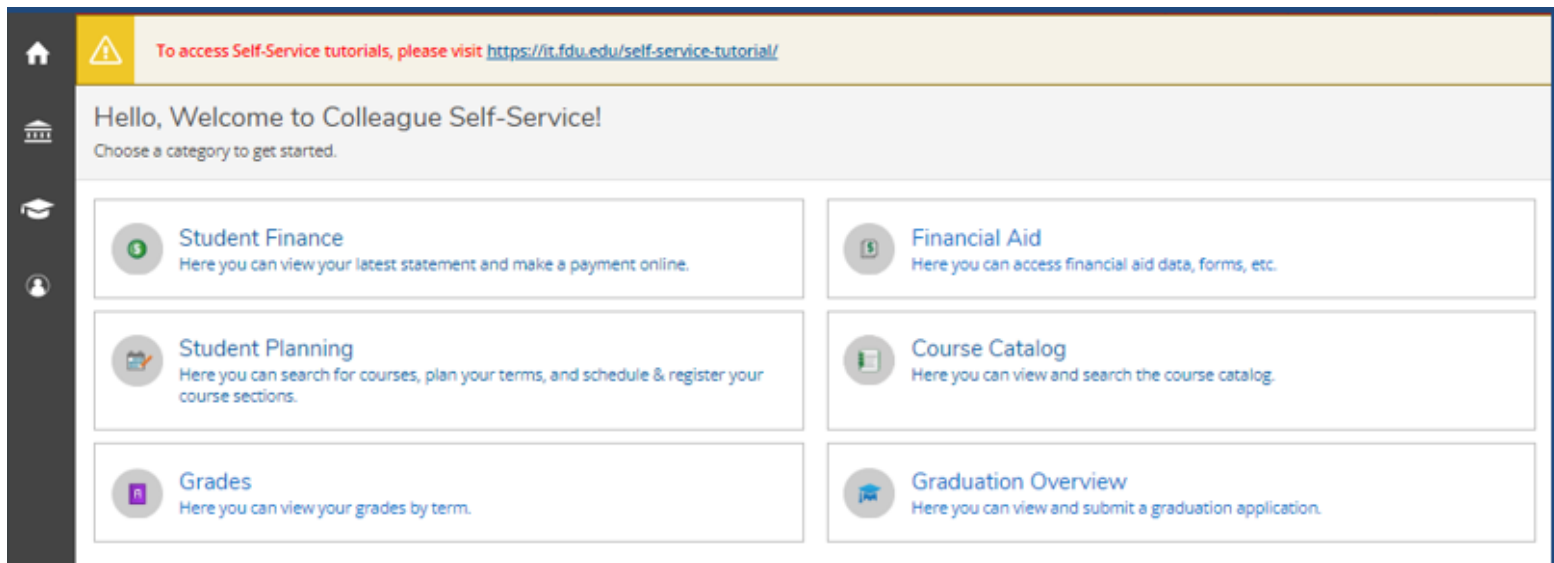 To access Self-Service tutorials, please visit https://it.fdu.edu/self-service-tutorial/
Hello, Welcome to Colleague Self-Service!
Choose a category to get started.
Student Finance
Here you can view your latest statement and make a payment online.
Financial Aid
Here you can access financial aid data, forms, etc.
Student Planning
Here you can search for courses, plan your terms, and schedule & register your
course sections.
Course Catalog
Here you can view and search the course catalog.
Grades
Here you can view your grades by term.
Graduation Overview
Here you can view and submit a graduation application.